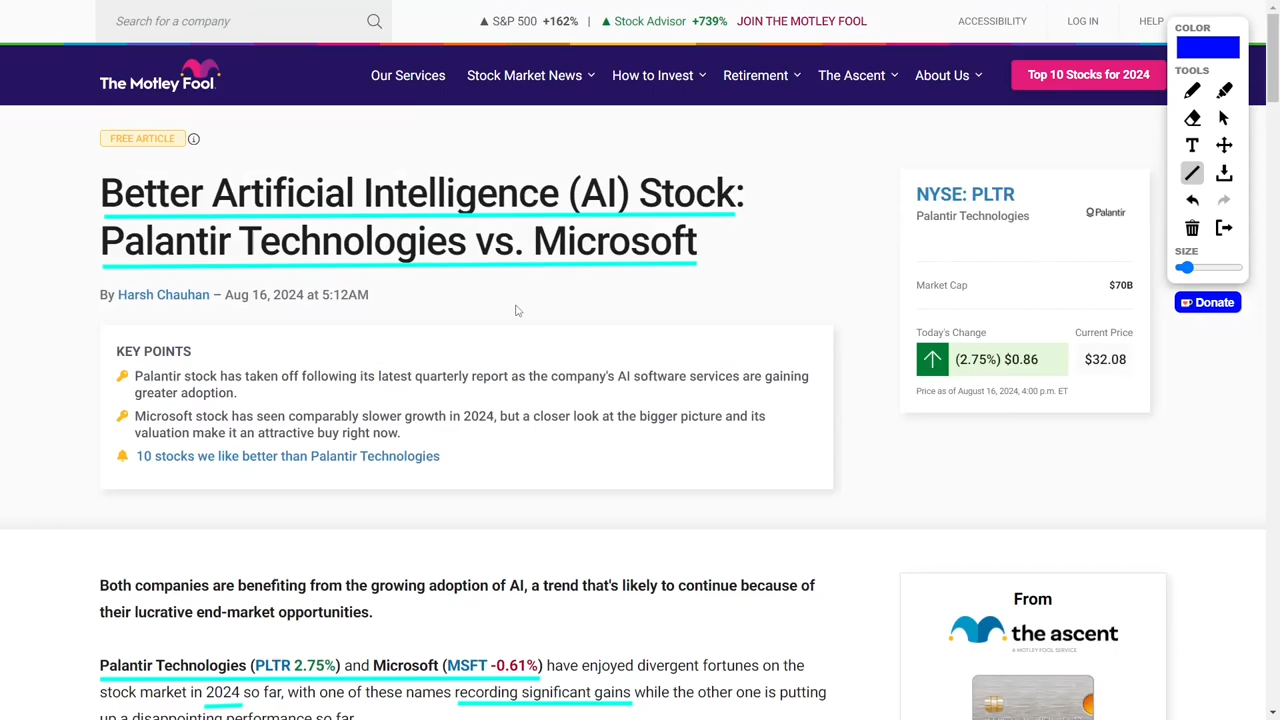 Search for a company
▲ S&P 500 +162% | ▲ Stock Advisor +739% JOIN THE MOTLEY FOOL
ACCESSIBILITY
LOG IN
HELP
The Motley Fool
Our Services
Stock Market News
How to Invest
Retirement
The Ascent
About Us
Top 10 Stocks for 2024
FREE ARTICLE
Better Artificial Intelligence (AI) Stock:
Palantir Technologies vs. Microsoft
By Harsh Chauhan – Aug 16, 2024 at 5:12AM
KEY POINTS
Palantir stock has taken off following its latest quarterly report as the company's AI software services are gaining
greater adoption.
Microsoft stock has seen comparably slower growth in 2024, but a closer look at the bigger picture and its
valuation make it an attractive buy right now.
10 stocks we like better than Palantir Technologies
NYSE: PLTR
Palantir Technologies
Palantir
Market Cap $70B
Today's Change Current Price
(2.75%) $0.86 $32.08
Price as of August 16, 2024, 4:00 p.m. ET
COLOR
TOOLS
SIZE
Donate
Both companies are benefiting from the growing adoption of AI, a trend that's likely to continue because of
their lucrative end-market opportunities.
Palantir Technologies (PLTR 2.75%) and Microsoft (MSFT -0.61%) have enjoyed divergent fortunes on the
stock market in 2024 so far, with one of these names recording significant gains while the other one is putting
up a disappointing performance so far.
From
the ascent
A MOTLEY FOOL SERVICE